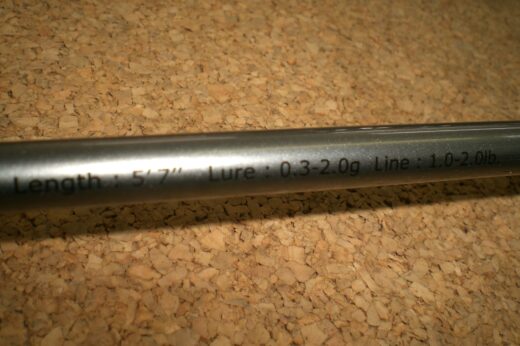 Length : 5'7" Lure : 0.3-2.0g Line : 1.0-2.0lb.